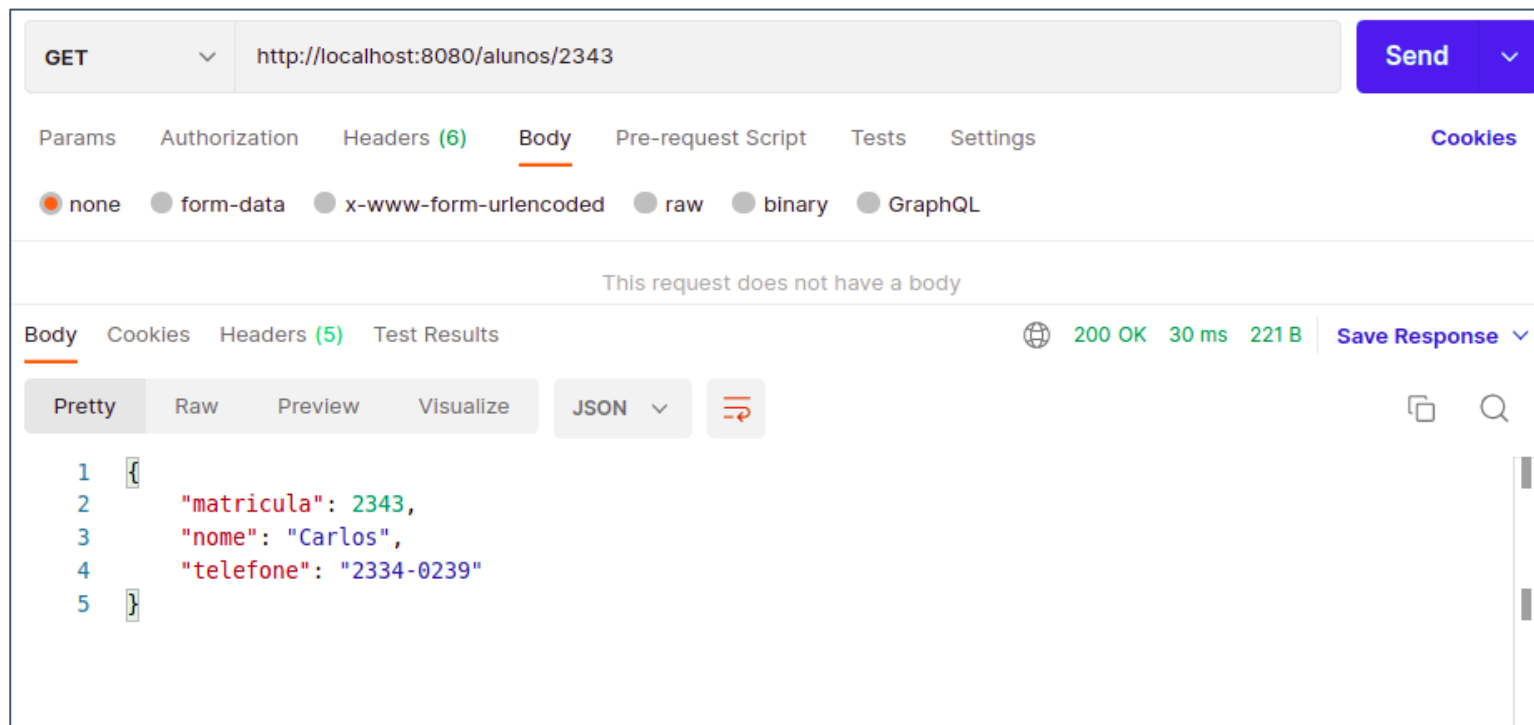 GET http://localhost:8080/alunos/2343 Send
Params Authorization Headers (6) Body Pre-request Script Tests Settings Cookies
none form-data x-www-form-urlencoded raw binary GraphQL
This request does not have a body
Body Cookies Headers (5) Test Results 200 OK 30 ms 221 B Save Response
Pretty Raw Preview Visualize JSON
1 {
2 "matricula": 2343,
3 "nome": "Carlos",
4 "telefone": "2334-0239"
5 }